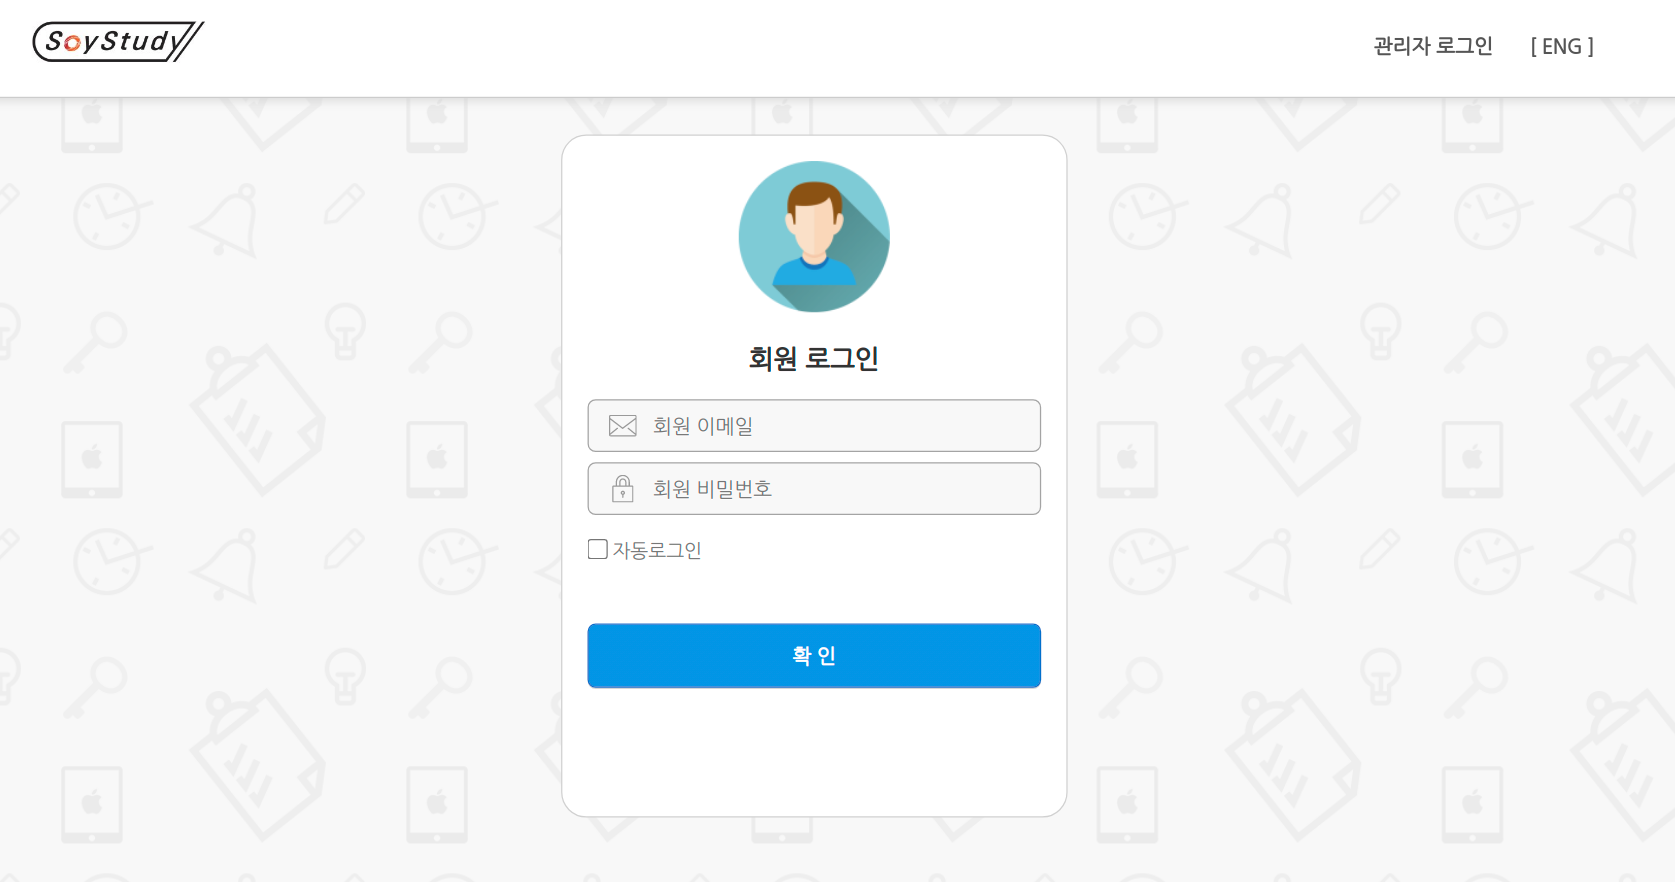 SoyStudy
관리자 로그인 [ ENG ]
회원 로그인
회원 이메일
회원 비밀번호
자동로그인
확 인